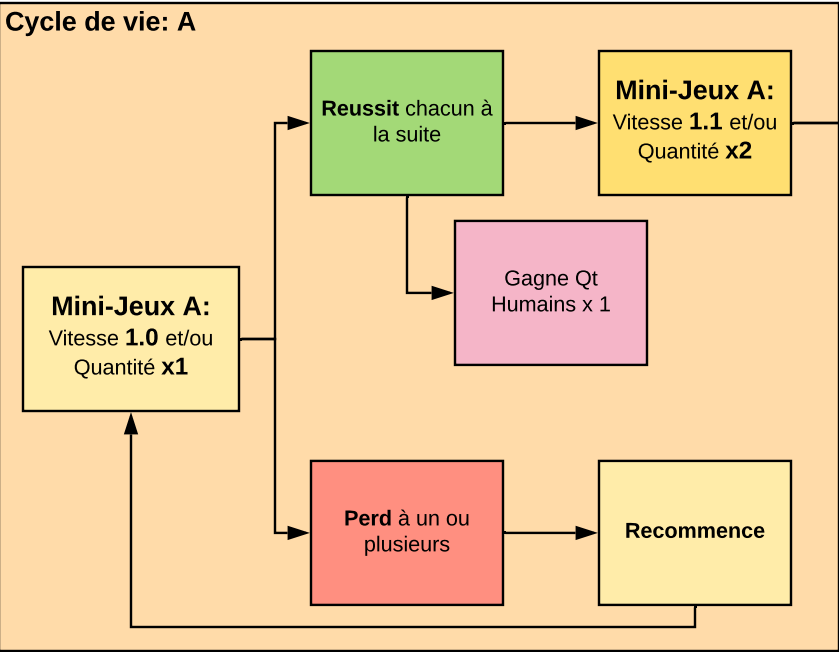 Cycle de vie: A
Reussit chacun à
la suite
Mini-Jeux A:
Vitesse 1.1 et/ou
Quantité x2
Gagne Qt
Humains x 1
Mini-Jeux A:
Vitesse 1.0 et/ou
Quantité x1
Perd à un ou
plusieurs
Recommence